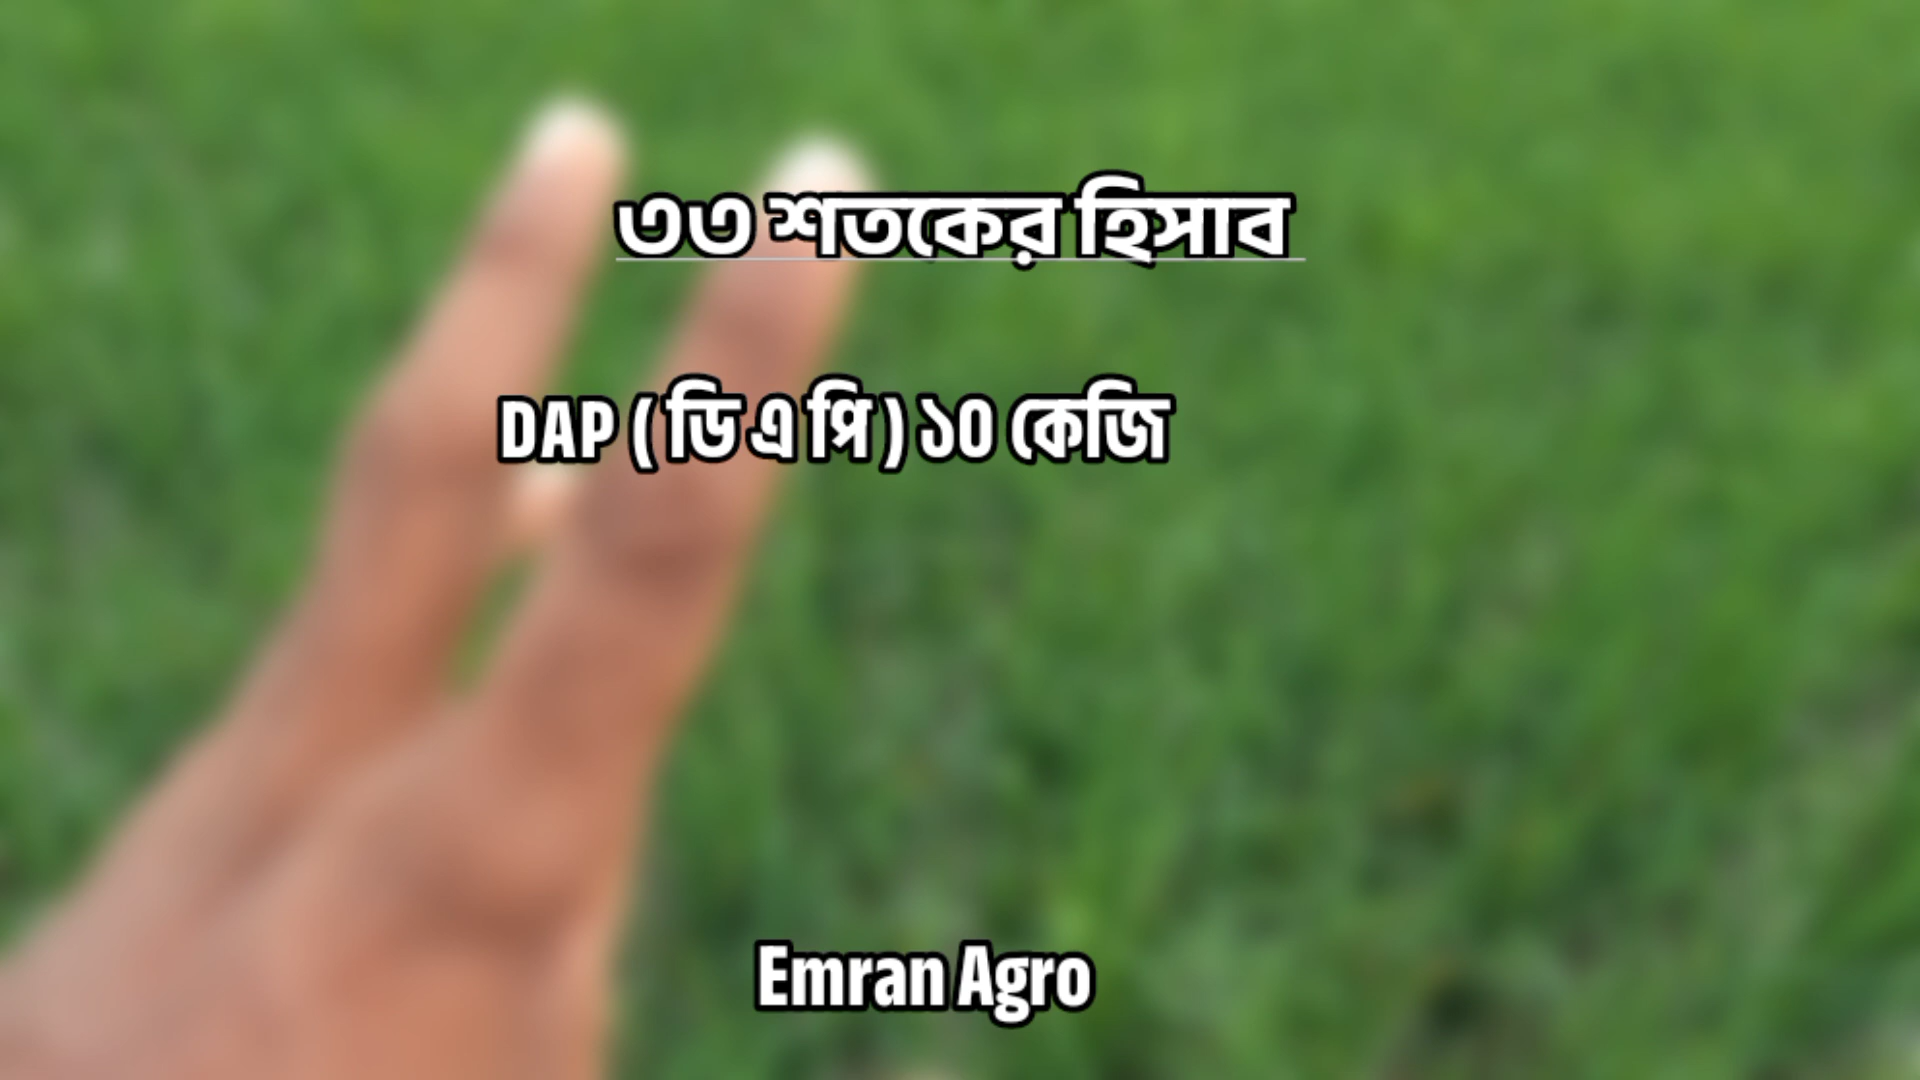 ৩৩ শতকের হিসাব
DAP ( ডি এ পি ) ১০ কেজি
Emran Agro